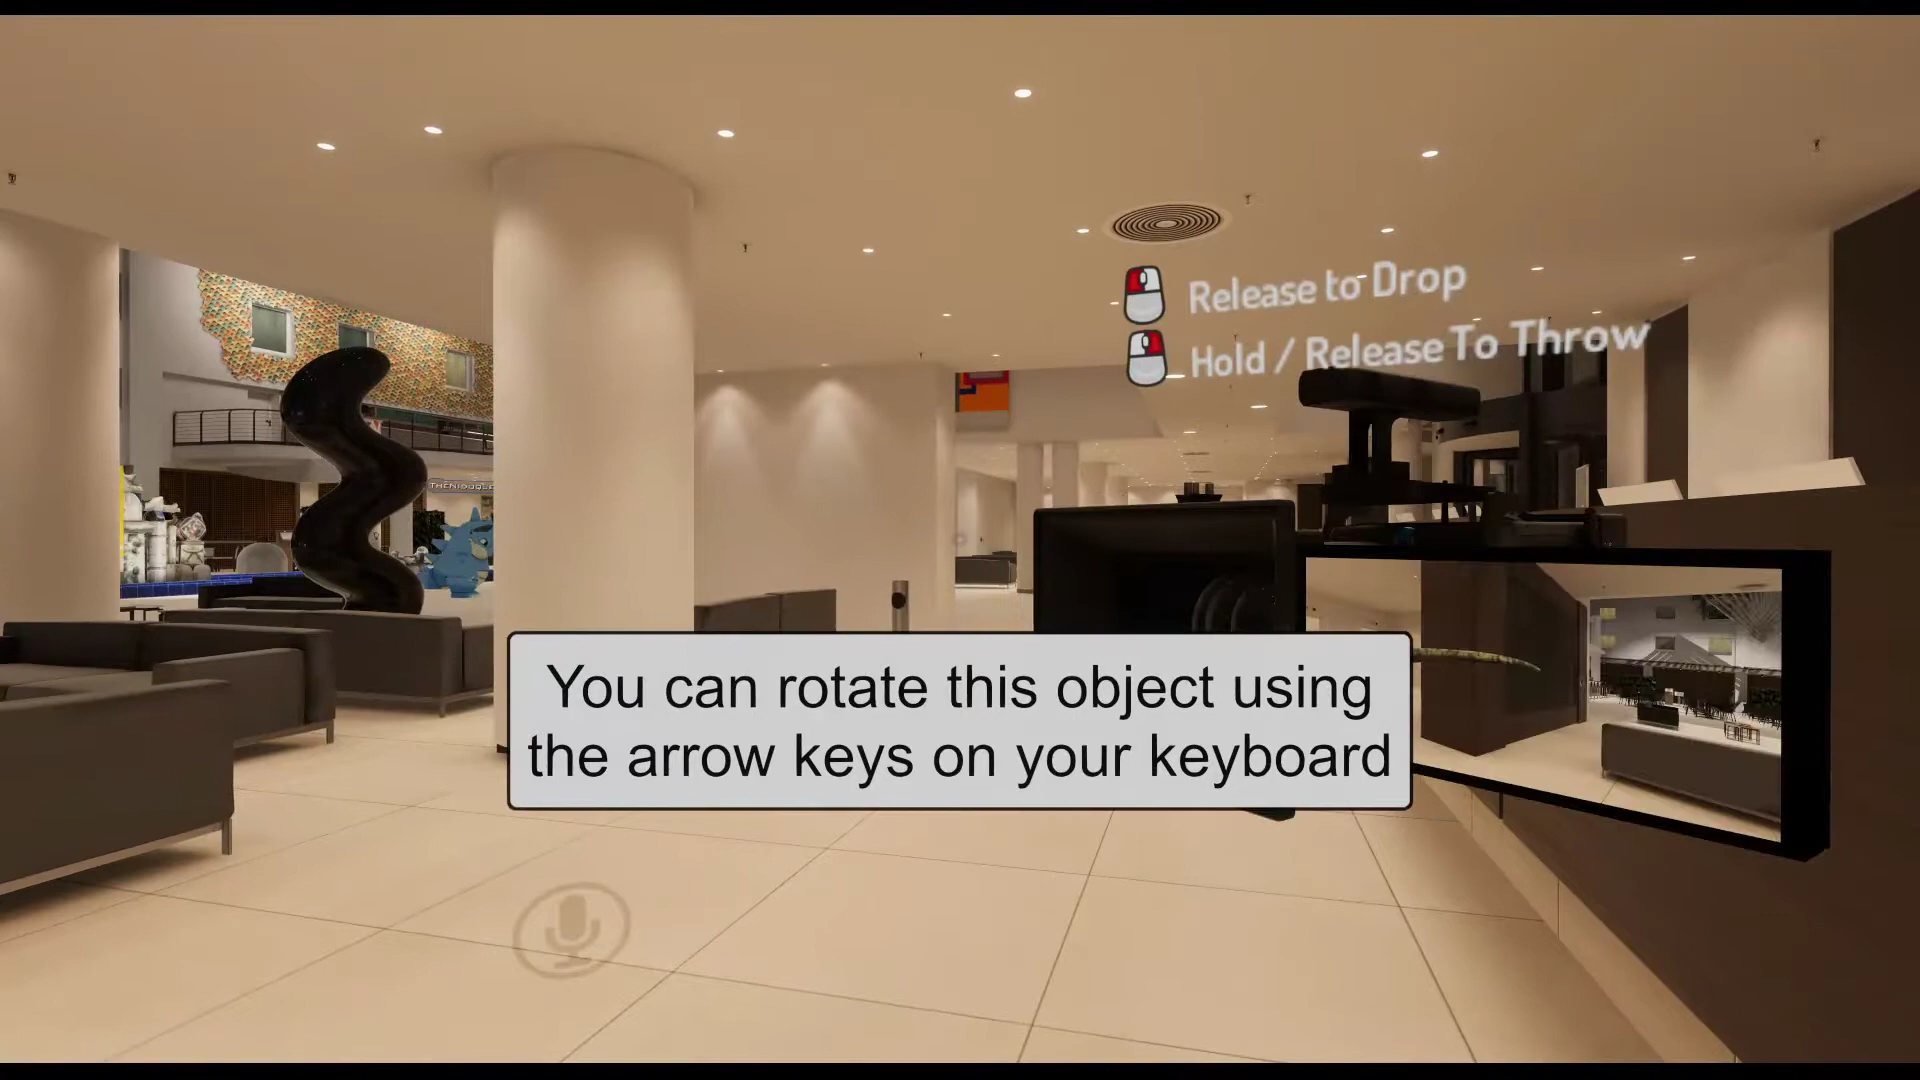 Release to Drop
Hold / Release To Throw
You can rotate this object using
the arrow keys on your keyboard